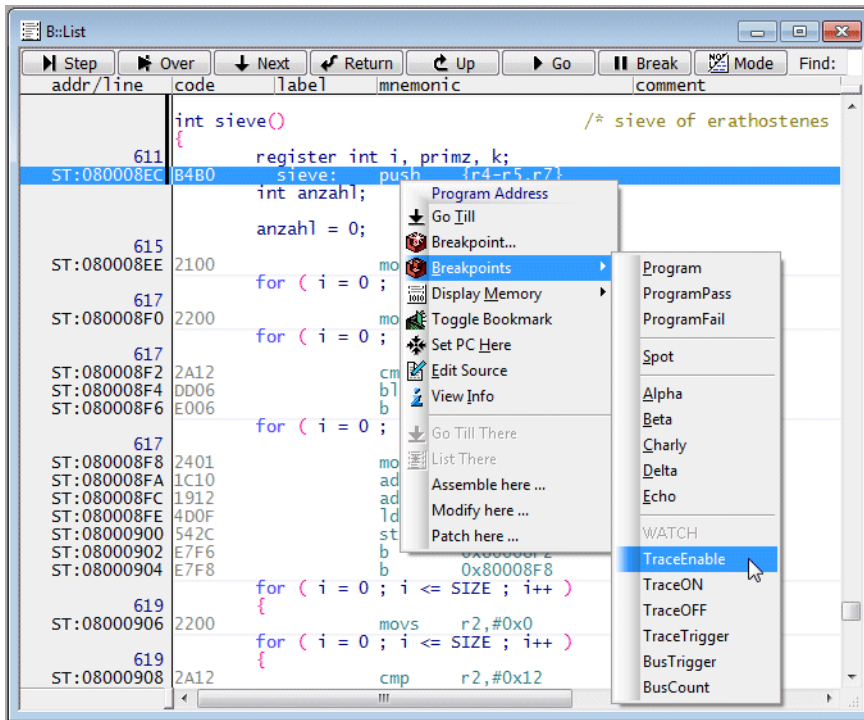 B::List
Step Over Next Return Up Go Break NOP Mode Find:
addr/line code label mnemonic comment
int sieve() /* sieve of erathostenes
{
611 register int i, primz, k;
ST:080008EC B4B0 sieve: push {r4-r5,r7}
int anzahl;
anzahl = 0;
615
ST:080008EE 2100 mo
for ( i = 0 ;
617
ST:080008F0 2200 mo
for ( i = 0 ;
617
ST:080008F2 2A12 cm
ST:080008F4 DD06 bl
ST:080008F6 E006 b
for ( i = 0 ;
617
ST:080008F8 2401 mo
ST:080008FA 1C10 ad
ST:080008FC 1912 ad
ST:080008FE 4D0F ld
ST:08000900 542C st
ST:08000902 E7F6 b 0x80008F2
ST:08000904 E7F8 b 0x80008F8
for ( i = 0 ; i <= SIZE ; i++ )
619 {
ST:08000906 2200 movs r2,#0x0
for ( i = 0 ; i <= SIZE ; i++ )
619 {
ST:08000908 2A12 cmp r2,#0x12
Program Address
Go Till
Breakpoint...
Breakpoints
Display Memory
Toggle Bookmark
Set PC Here
Edit Source
View Info
Go Till There
List There
Assemble here ...
Modify here ...
Patch here ...
Program
ProgramPass
ProgramFail
Spot
Alpha
Beta
Charly
Delta
Echo
WATCH
TraceEnable
TraceON
TraceOFF
TraceTrigger
BusTrigger
BusCount